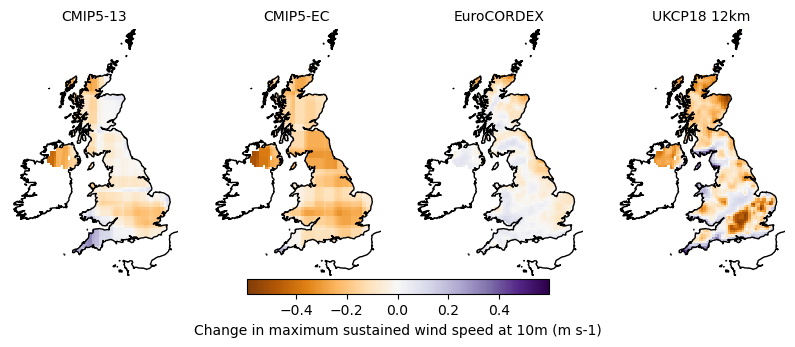 CMIP5-13 CMIP5-EC EuroCORDEX UKCP18 12km
−0.4 −0.2 0.0 0.2 0.4
Change in maximum sustained wind speed at 10m (m s-1)